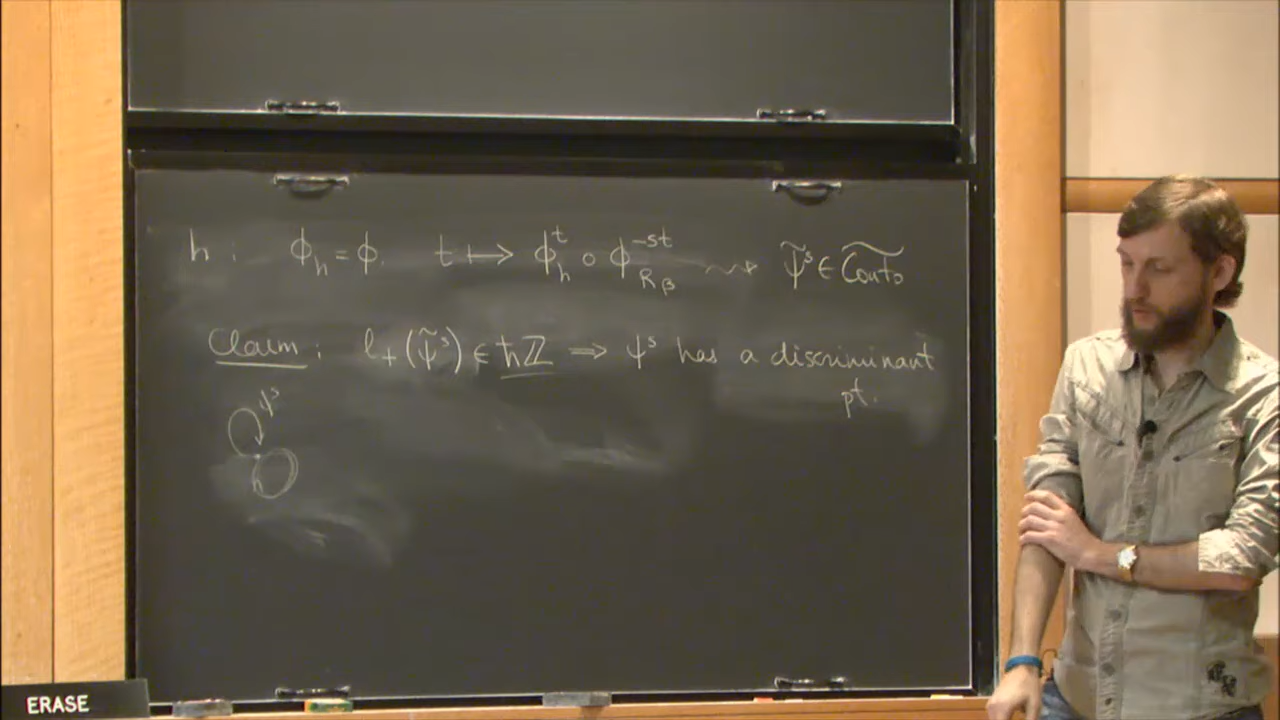 h : ϕ_h = ϕ. t ↦ ϕ_h^t ∘ ϕ_{R_β}^{-st} ⇝ ψ̃^s ∈ C͠ont₀
Claim : ℓ₊(ψ̃^s) ∈ ℏℤ ⇒ ψ^s has a discriminant
pt.
ψ^s
ERASE